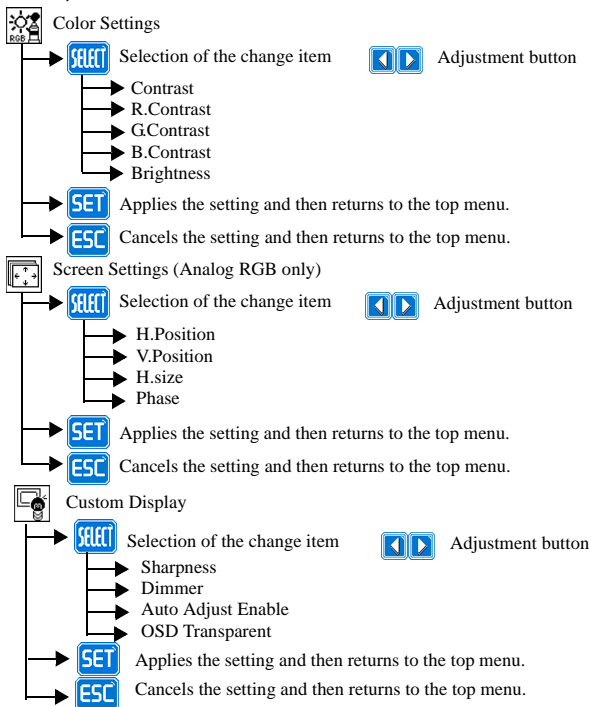 RGB
Color Settings
SELECT Selection of the change item Adjustment button
Contrast
R.Contrast
G.Contrast
B.Contrast
Brightness
SET Applies the setting and then returns to the top menu.
ESC Cancels the setting and then returns to the top menu.
Screen Settings (Analog RGB only)
SELECT Selection of the change item Adjustment button
H.Position
V.Position
H.size
Phase
SET Applies the setting and then returns to the top menu.
ESC Cancels the setting and then returns to the top menu.
Custom Display
SELECT Selection of the change item Adjustment button
Sharpness
Dimmer
Auto Adjust Enable
OSD Transparent
SET Applies the setting and then returns to the top menu.
ESC Cancels the setting and then returns to the top menu.